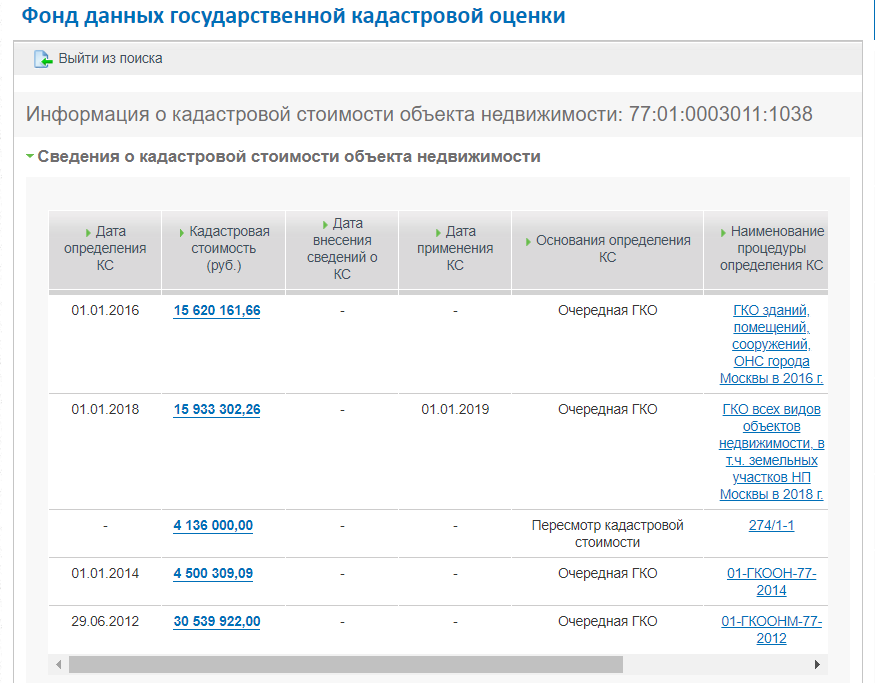 Фонд данных государственной кадастровой оценки
Выйти из поиска
Информация о кадастровой стоимости объекта недвижимости: 77:01:0003011:1038
Сведения о кадастровой стоимости объекта недвижимости
Дата
определения
КС
Кадастровая
стоимость
(руб.)
Дата
внесения
сведений о
КС
Дата
применения
КС
Основания определения
КС
Наименование
процедуры
определения КС
01.01.2016
15 620 161,66
-
-
Очередная ГКО
ГКО зданий,
помещений,
сооружений,
ОНС города
Москвы в 2016 г.
01.01.2018
15 933 302,26
-
01.01.2019
Очередная ГКО
ГКО всех видов
объектов
недвижимости, в
т.ч. земельных
участков НП
Москвы в 2018 г.
-
4 136 000,00
-
-
Пересмотр кадастровой
стоимости
274/1-1
01.01.2014
4 500 309,09
-
-
Очередная ГКО
01-ГКООН-77-
2014
29.06.2012
30 539 922,00
-
-
Очередная ГКО
01-ГКООНМ-77-
2012